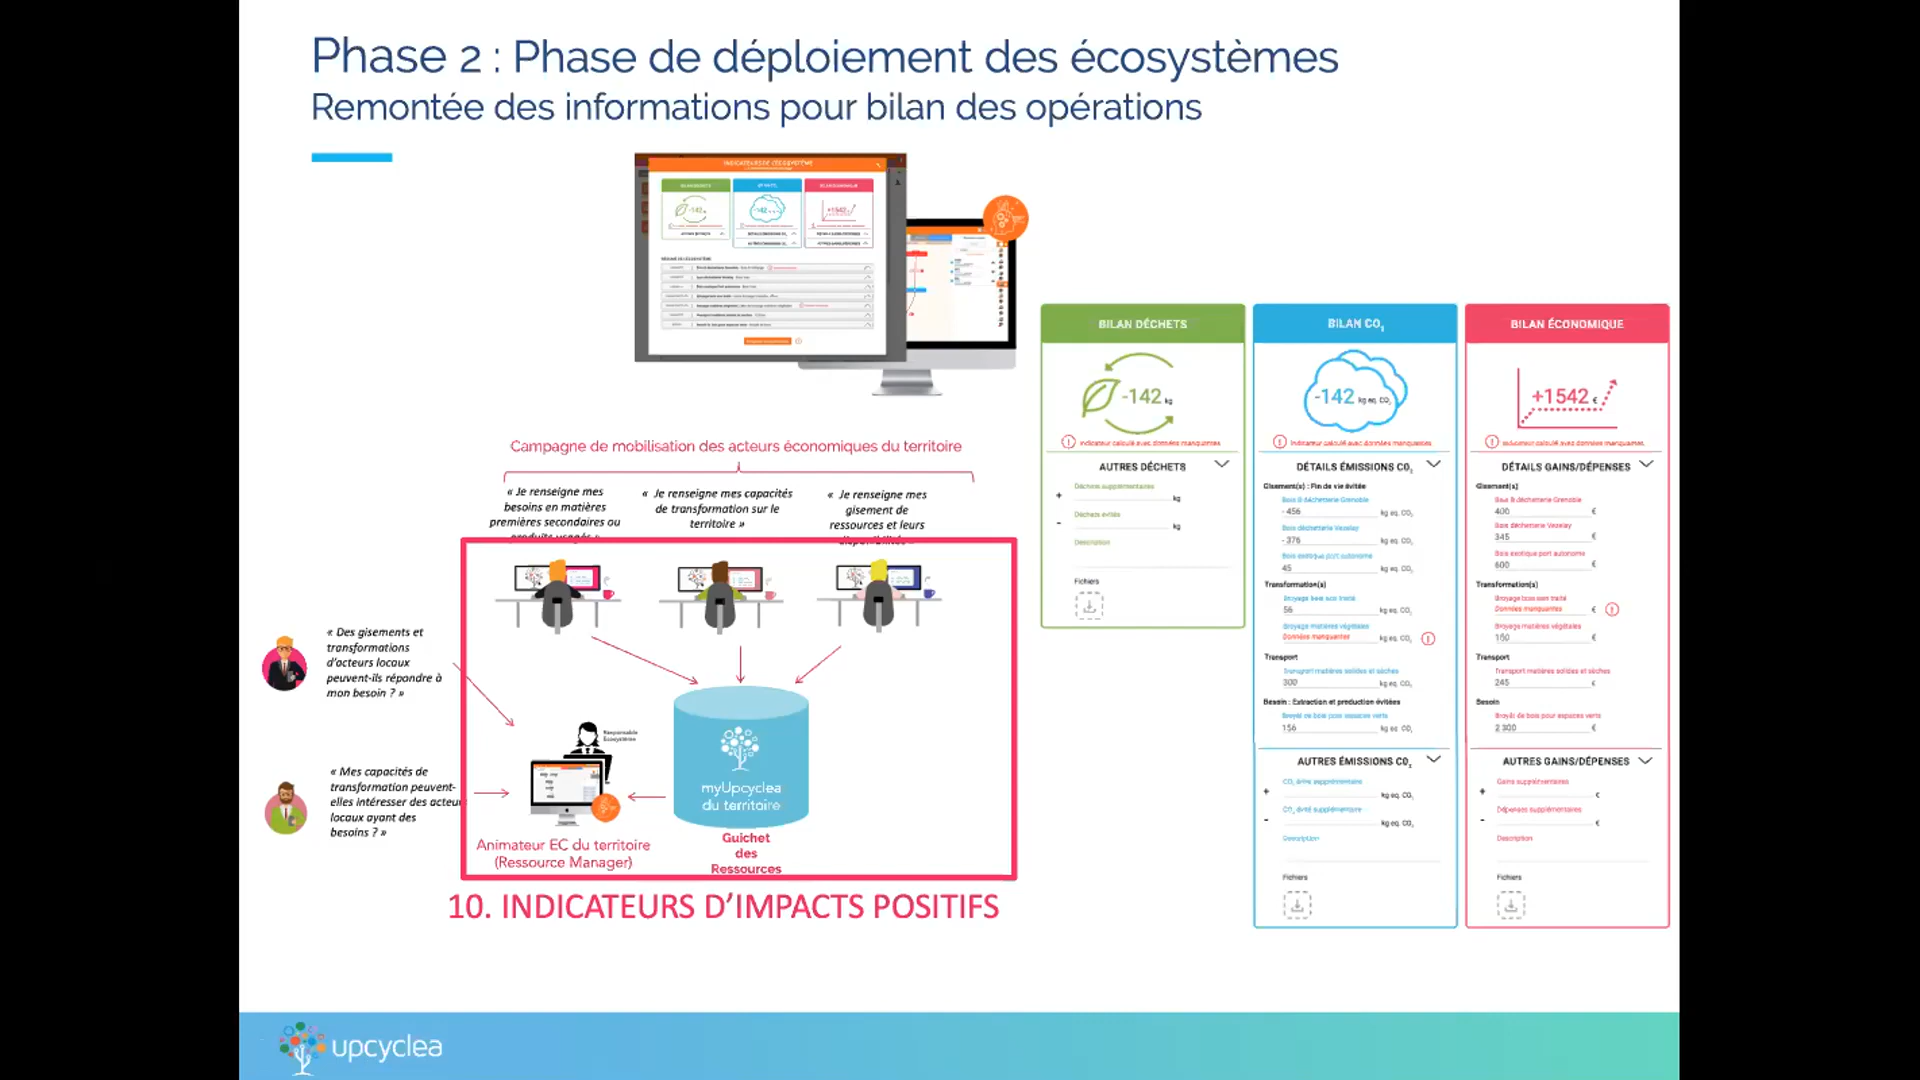 Phase 2 : Phase de déploiement des écosystèmes
Remontée des informations pour bilan des opérations
INDICATEURS DE L'ÉCOSYSTÈME
-142
-142
+1542
Campagne de mobilisation des acteurs économiques du territoire
« Je renseigne mes
besoins en matières
premières secondaires ou
produits usagés »
« Je renseigne mes capacités
de transformation sur le
territoire »
« Je renseigne mes
gisement de
ressources et leurs
disponibilités »
« Des gisements et
transformations
d'acteurs locaux
peuvent-ils répondre à
mon besoin ? »
« Mes capacités de
transformation peuvent-
elles intéresser des acteurs
locaux ayant des
besoins ? »
Responsable
Écosystème
Animateur EC du territoire
(Ressource Manager)
myUpcyclea
du territoire
Guichet
des
Ressources
10. INDICATEURS D'IMPACTS POSITIFS
BILAN DÉCHETS
-142 kg
Indicateur calculé avec données manquantes
AUTRES DÉCHETS
Déchets supplémentaires
+ kg
Déchets évités
- kg
Description
Fichiers
BILAN CO₂
-142 kg eq. CO₂
Indicateur calculé avec données manquantes
DÉTAILS ÉMISSIONS CO₂
Gisement(s) : Fin de vie évitée
Bois B déchetterie Grenoble
- 456 kg eq. CO₂
Bois déchetterie Vezelay
- 376 kg eq. CO₂
Bois exotique port autonome
45 kg eq. CO₂
Transformation(s)
Broyage bois non traité
56 kg eq. CO₂
Broyage matières végétales
Données manquantes kg eq. CO₂
Transport
Transport matières solides et sèches
300 kg eq. CO₂
Besoin : Extraction et production évitées
Broyat de bois pour espaces verts
156 kg eq. CO₂
AUTRES ÉMISSIONS CO₂
CO₂ émis supplémentaire
+ kg eq. CO₂
CO₂ évité supplémentaire
- kg eq. CO₂
Description
Fichiers
BILAN ÉCONOMIQUE
+1542 €
Indicateur calculé avec données manquantes
DÉTAILS GAINS/DÉPENSES
Gisement(s)
Bois B déchetterie Grenoble
400 €
Bois déchetterie Vezelay
345 €
Bois exotique port autonome
600 €
Transformation(s)
Broyage bois non traité
Données manquantes €
Broyage matières végétales
150 €
Transport
Transport matières solides et sèches
245 €
Besoin
Broyat de bois pour espaces verts
2 300 €
AUTRES GAINS/DÉPENSES
Gains supplémentaires
+ €
Dépenses supplémentaires
- €
Description
Fichiers
upcyclea